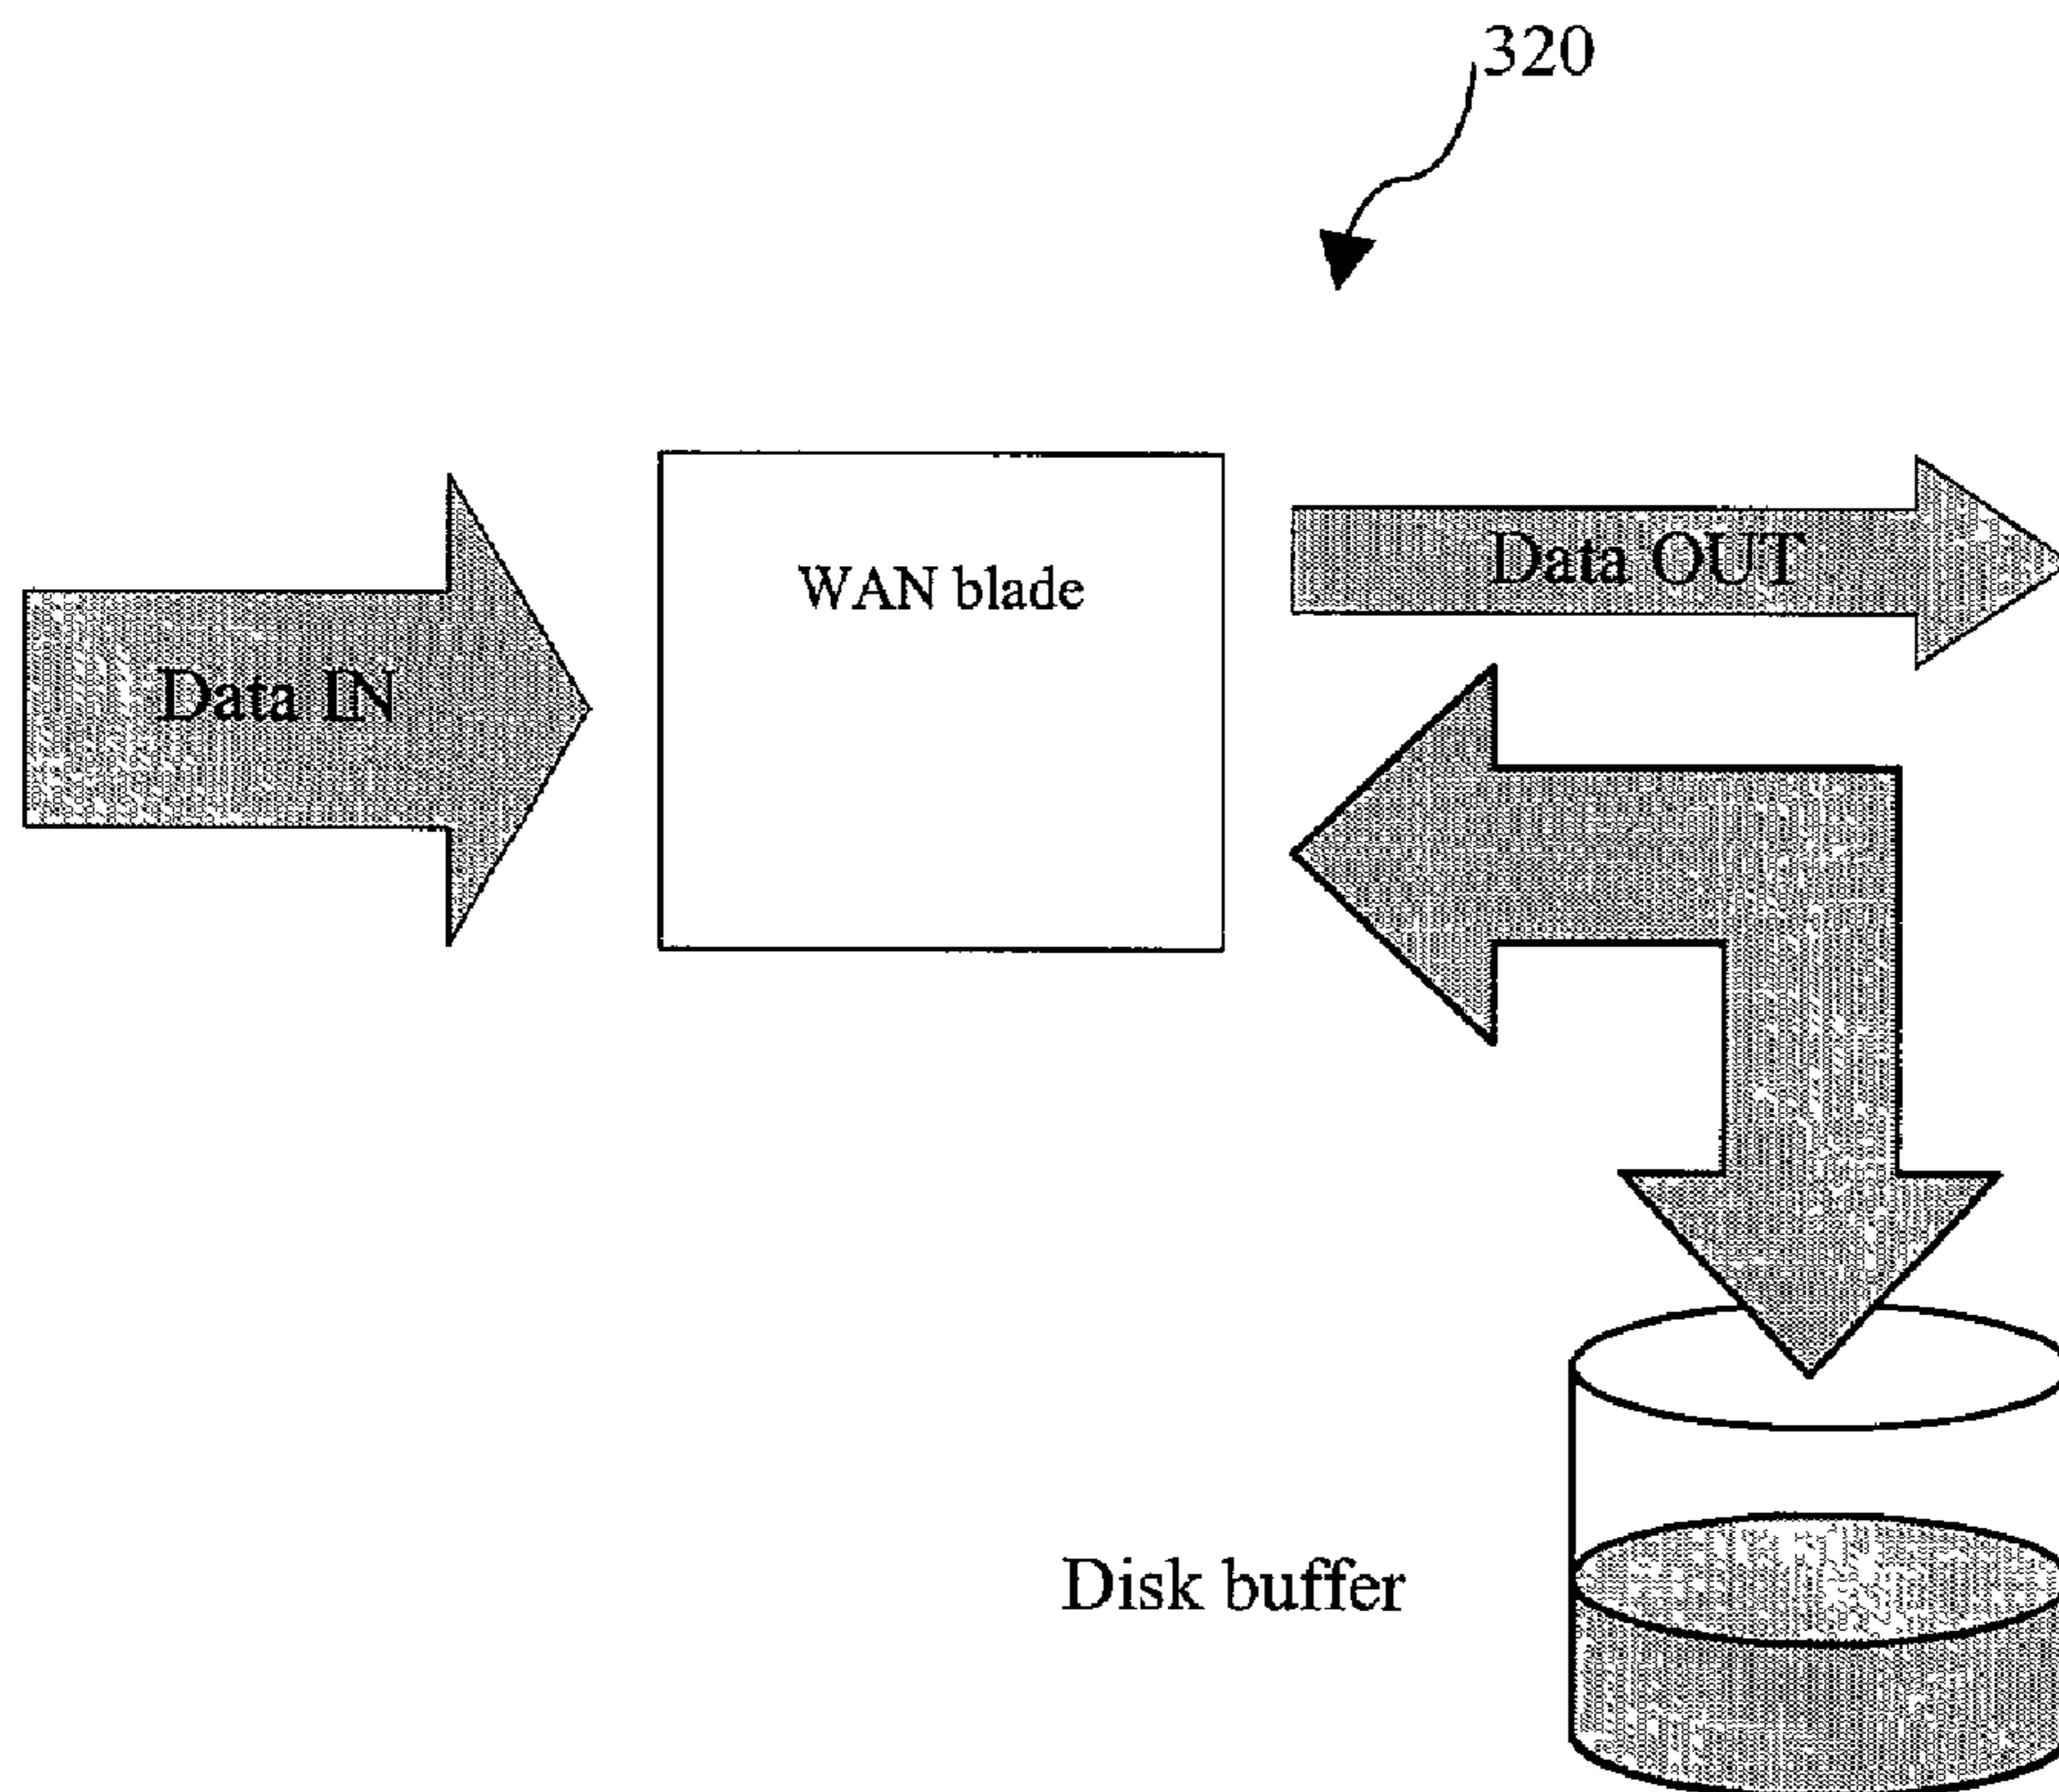 320
WAN blade
Data OUT
Data IN
Disk buffer